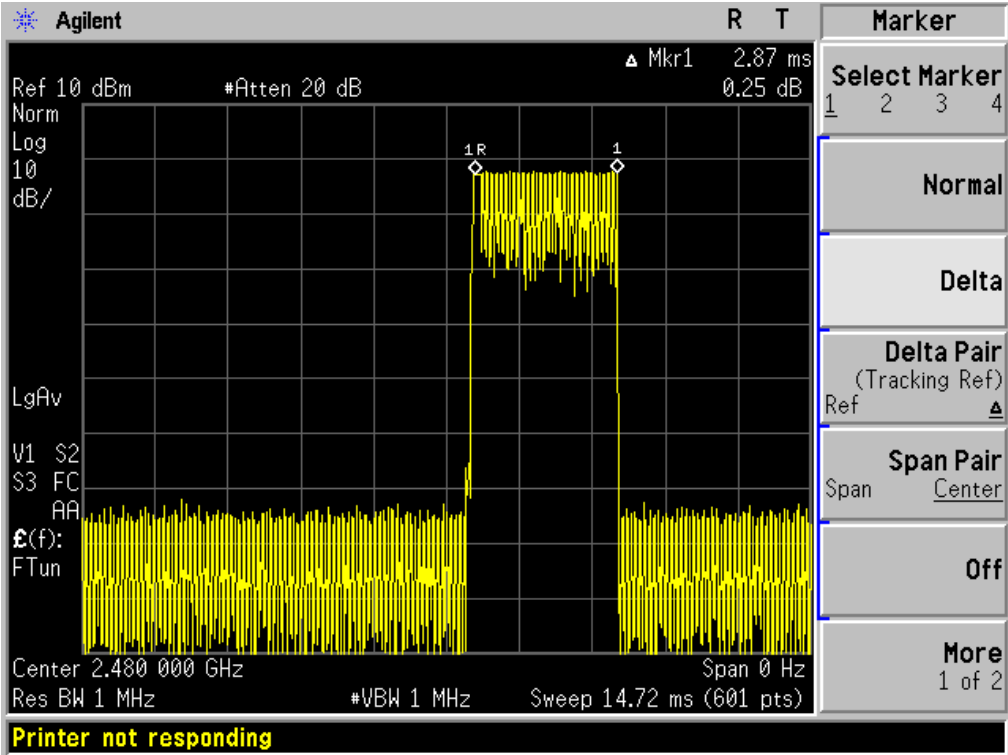 Agilent R T
Δ Mkr1 2.87 ms
Ref 10 dBm #Atten 20 dB 0.25 dB
Norm
Log
10
dB/
1R 1
LgAv
V1 S2
S3 FC
AA
£(f):
FTun
Center 2.480 000 GHz Span 0 Hz
Res BW 1 MHz #VBW 1 MHz Sweep 14.72 ms (601 pts)
Printer not responding
Marker
Select Marker
1 2 3 4
Normal
Delta
Delta Pair
(Tracking Ref)
Ref Δ
Span Pair
Span Center
Off
More
1 of 2